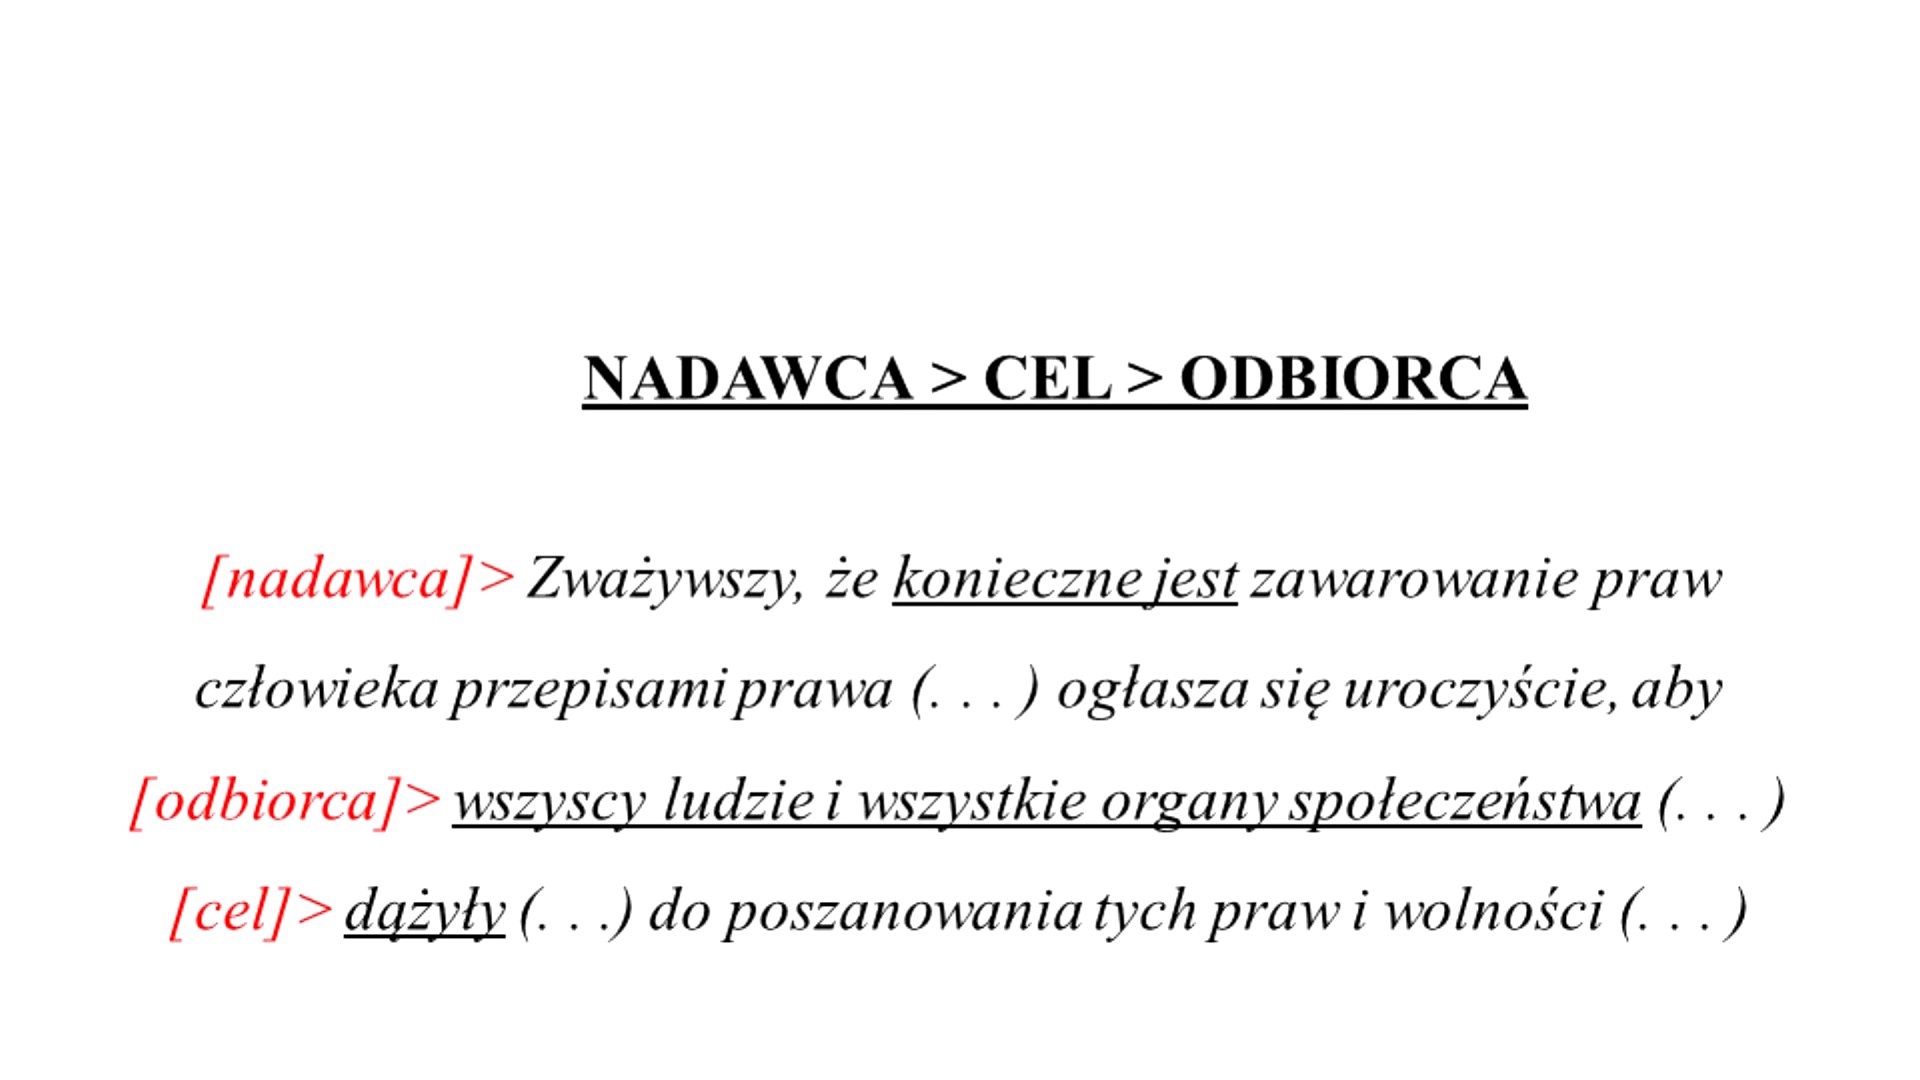 NADAWCA > CEL > ODBIORCA
[nadawca]> Zważywszy, że konieczne jest zawarowanie praw
człowieka przepisami prawa (. . . ) ogłasza się uroczyście, aby
[odbiorca]> wszyscy ludzie i wszystkie organy społeczeństwa (. . . )
[cel]> dążyły (. . .) do poszanowania tych praw i wolności (. . . )